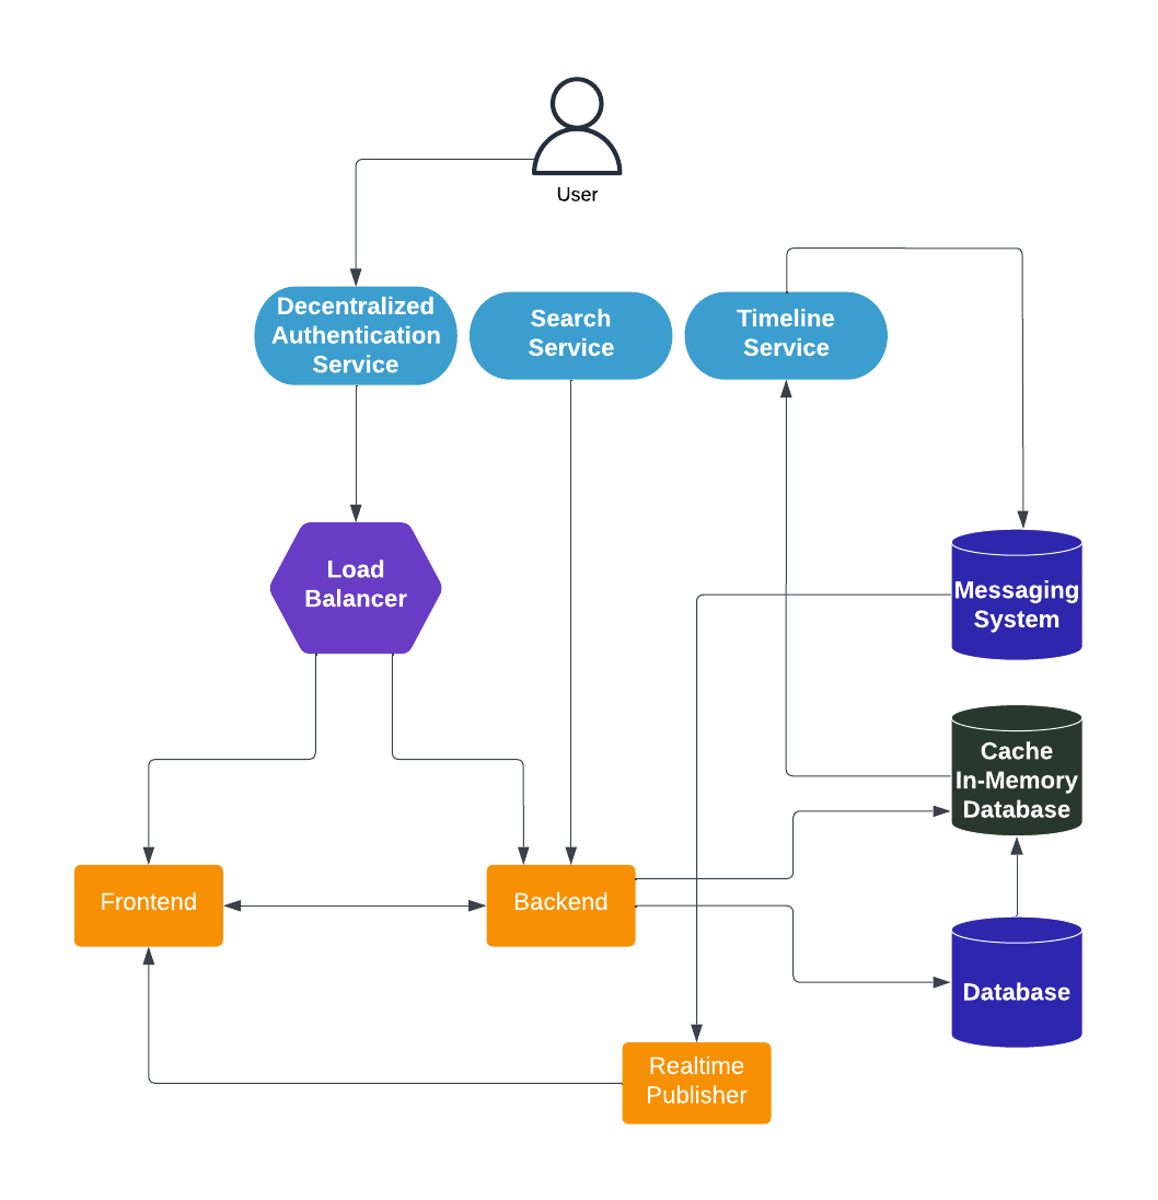 User
Decentralized
Authentication
Service
Search
Service
Timeline
Service
Load
Balancer
Messaging
System
Cache
In-Memory
Database
Frontend
Backend
Database
Realtime
Publisher